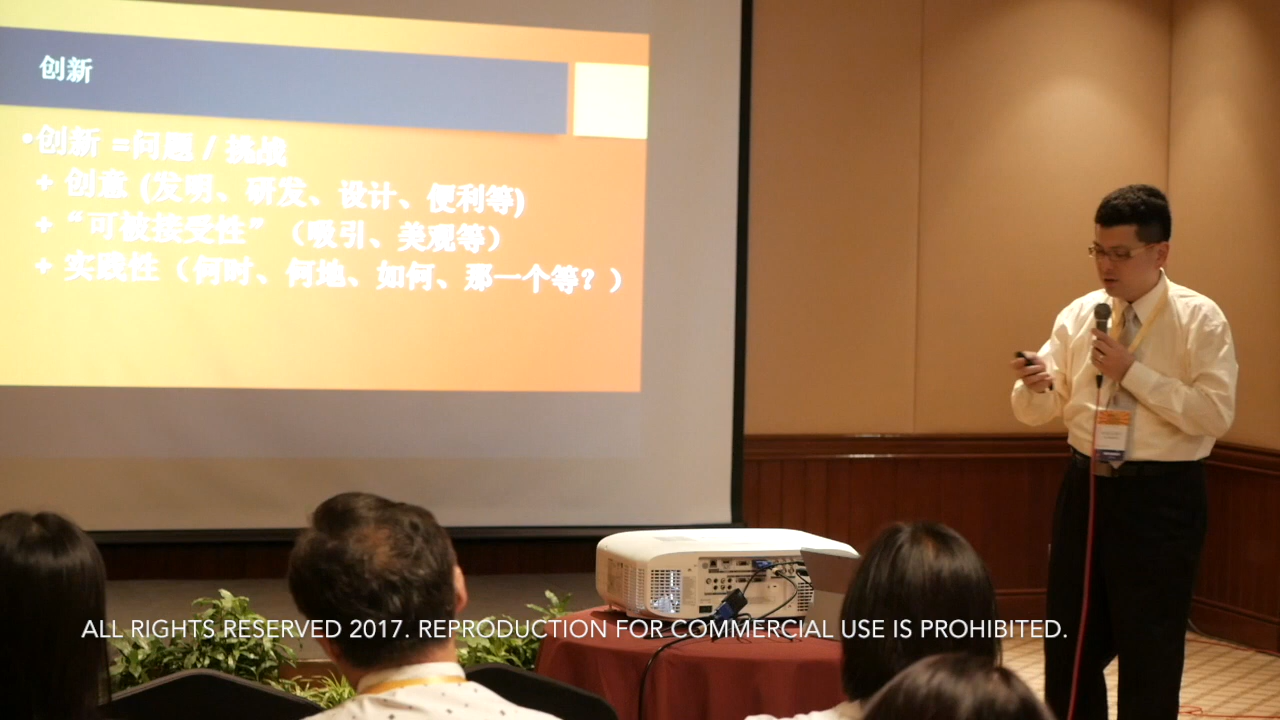 创新
•创新 =问题 / 挑战
+ 创意 (发明、研发、设计、便利等)
+ “可被接受性” （吸引、美观等）
+ 实践性（何时、何地、如何、那一个等？）
ALL RIGHTS RESERVED 2017. REPRODUCTION FOR COMMERCIAL USE IS PROHIBITED.